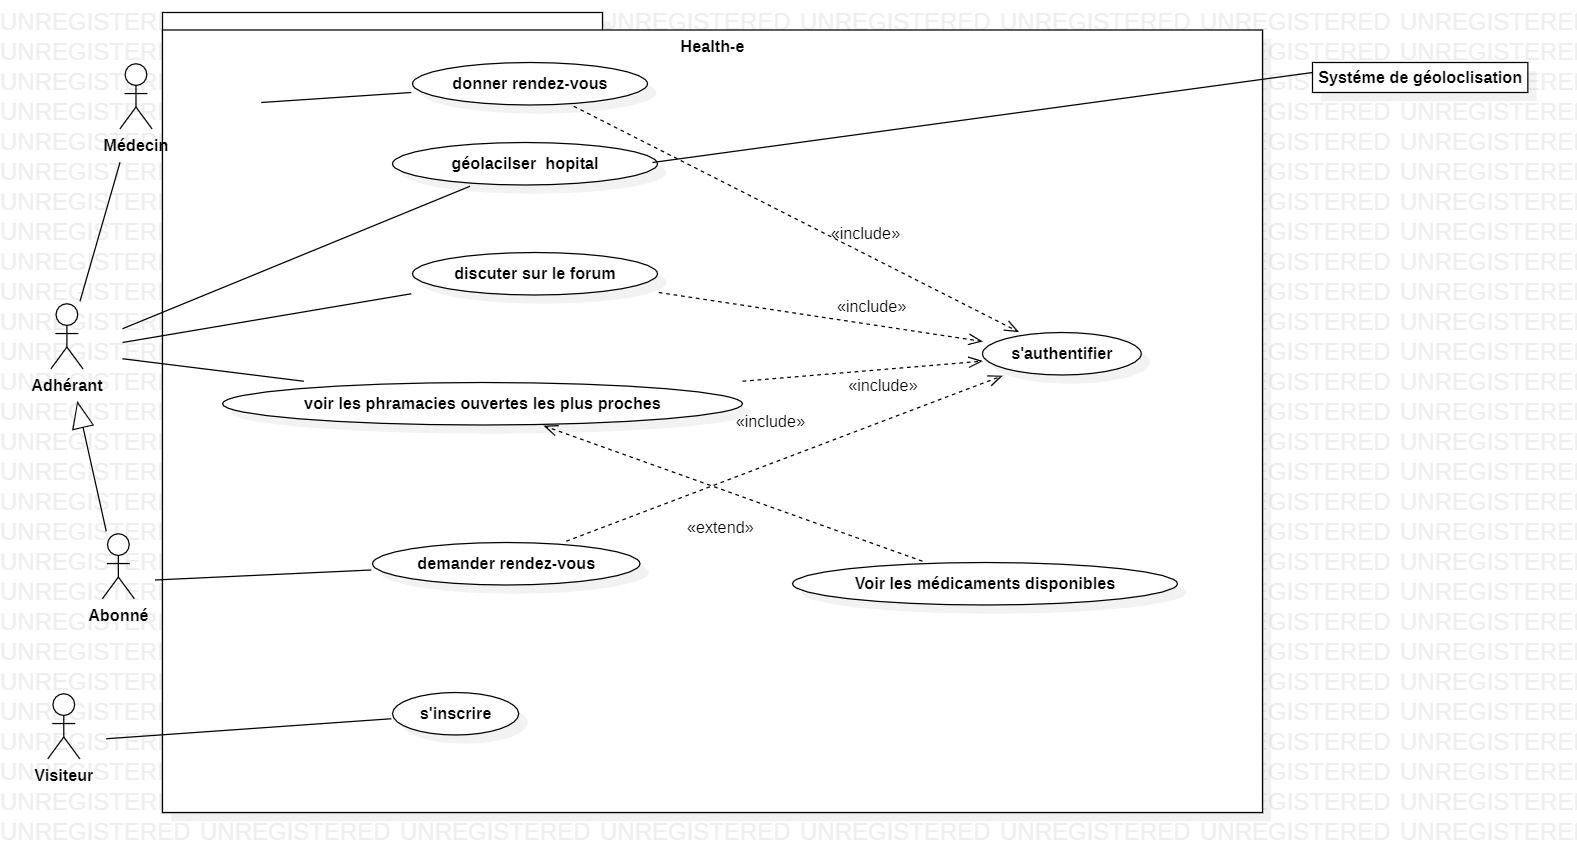 Health-e
donner rendez-vous
Systéme de géoloclisation
Médecin
géolacilser  hopital
«include»
discuter sur le forum
«include»
s'authentifier
Adhérant
«include»
voir les phramacies ouvertes les plus proches
«include»
«extend»
demander rendez-vous
Voir les médicaments disponibles
Abonné
s'inscrire
Visiteur
UNREGISTERED UNREGISTERED UNREGISTERED UNREGISTERED UNREGISTERED UNREGISTERED UNREGISTERED